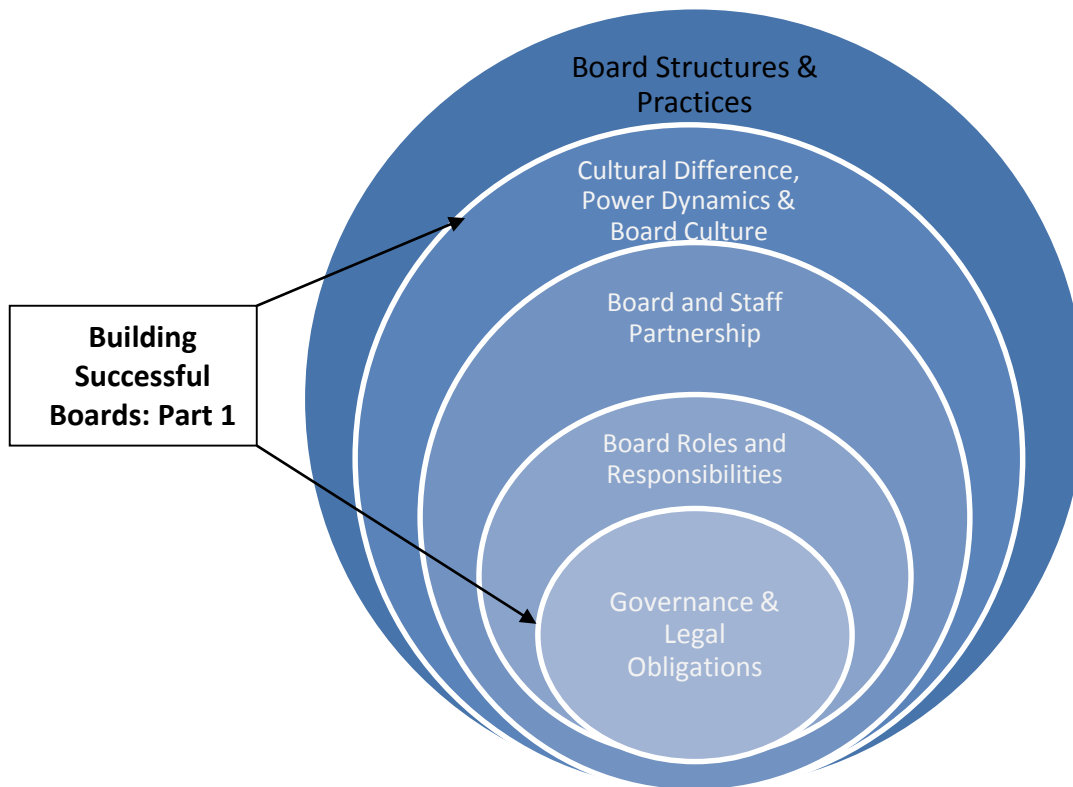 Board Structures &
Practices
Cultural Difference,
Power Dynamics &
Board Culture
Board and Staff
Partnership
Building
Successful
Boards: Part 1
Board Roles and
Responsibilities
Governance &
Legal
Obligations